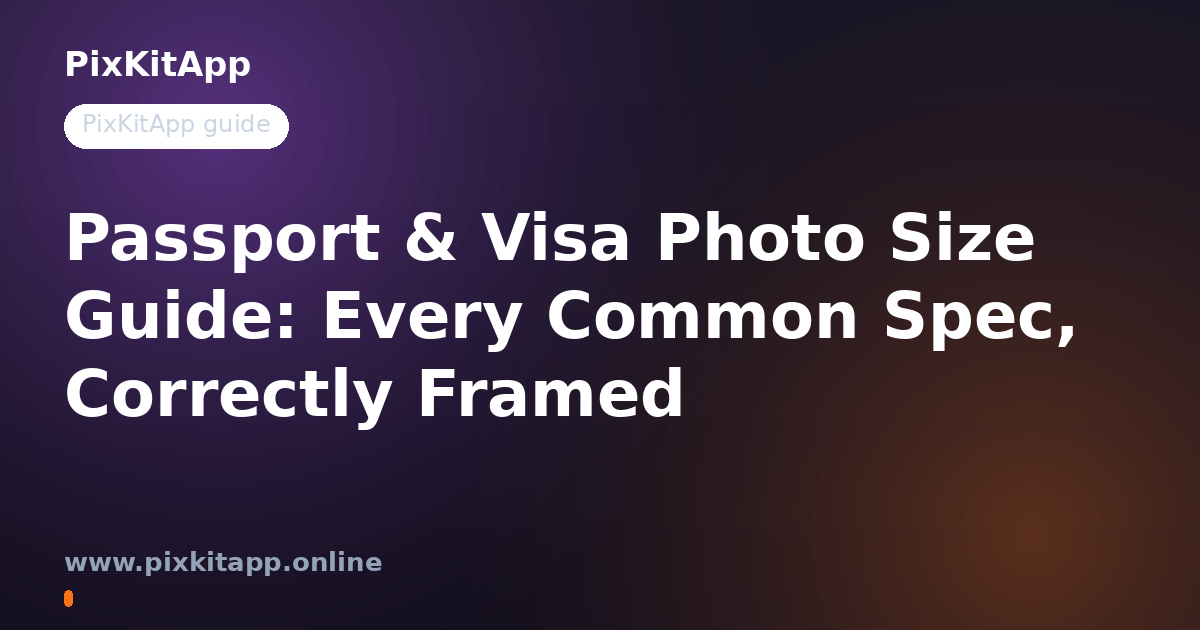 PixKitApp
PixKitApp guide
Passport & Visa Photo Size
Guide: Every Common Spec,
Correctly Framed
www.pixkitapp.online